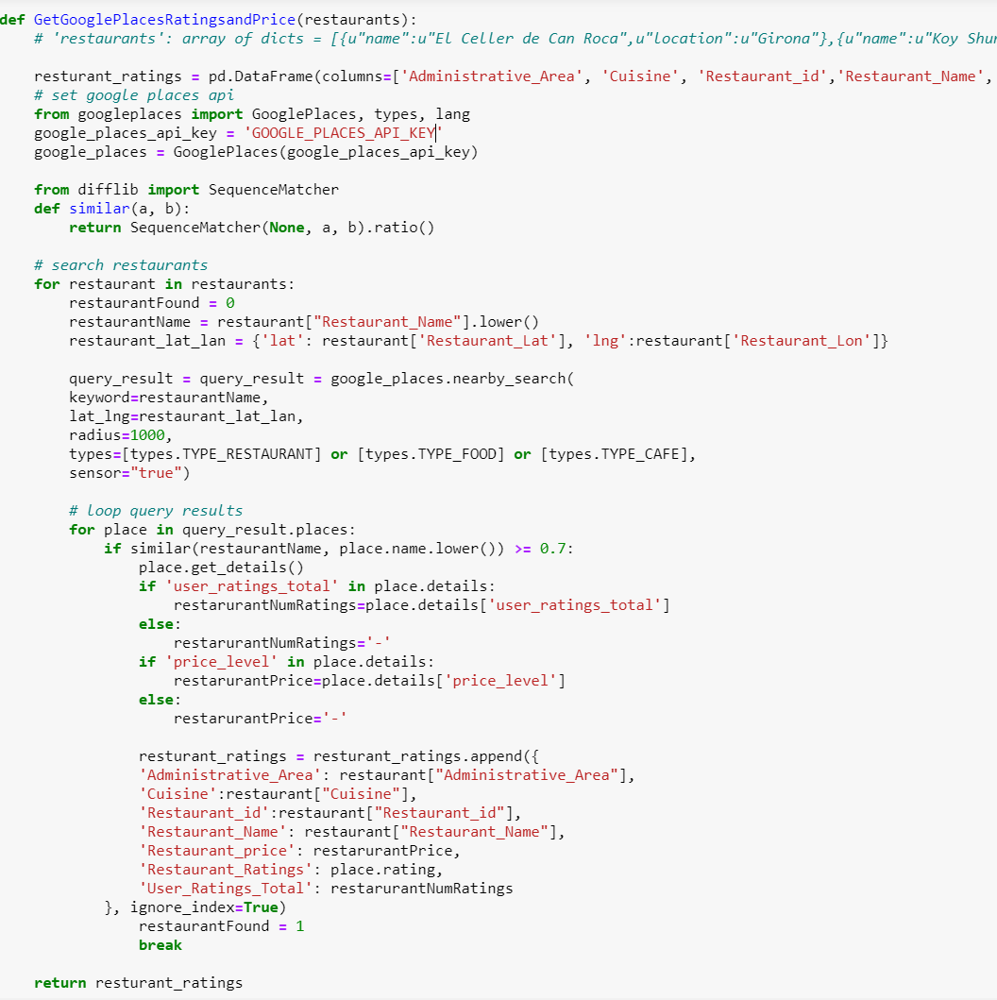 def GetGooglePlacesRatingsandPrice(restaurants):
    # 'restaurants': array of dicts = [{u"name":u"El Celler de Can Roca",u"location":u"Girona"},{u"name":u"Koy Shu
    resturant_ratings = pd.DataFrame(columns=['Administrative_Area', 'Cuisine', 'Restaurant_id','Restaurant_Name',
    # set google places api
    from googleplaces import GooglePlaces, types, lang
    google_places_api_key = 'GOOGLE_PLACES_API_KEY'
    google_places = GooglePlaces(google_places_api_key)
    from difflib import SequenceMatcher
    def similar(a, b):
        return SequenceMatcher(None, a, b).ratio()
    # search restaurants
    for restaurant in restaurants:
        restaurantFound = 0
        restaurantName = restaurant["Restaurant_Name"].lower()
        restaurant_lat_lan = {'lat': restaurant['Restaurant_Lat'], 'lng':restaurant['Restaurant_Lon']}
        query_result = query_result = google_places.nearby_search(
        keyword=restaurantName,
        lat_lng=restaurant_lat_lan,
        radius=1000,
        types=[types.TYPE_RESTAURANT] or [types.TYPE_FOOD] or [types.TYPE_CAFE],
        sensor="true")
        # loop query results
        for place in query_result.places:
            if similar(restaurantName, place.name.lower()) >= 0.7:
                place.get_details()
                if 'user_ratings_total' in place.details:
                    restarurantNumRatings=place.details['user_ratings_total']
                else:
                    restarurantNumRatings='-'
                if 'price_level' in place.details:
                    restarurantPrice=place.details['price_level']
                else:
                    restarurantPrice='-'
                resturant_ratings = resturant_ratings.append({
                'Administrative_Area': restaurant["Administrative_Area"],
                'Cuisine':restaurant["Cuisine"],
                'Restaurant_id':restaurant["Restaurant_id"],
                'Restaurant_Name': restaurant["Restaurant_Name"],
                'Restaurant_price': restarurantPrice,
                'Restaurant_Ratings': place.rating,
                'User_Ratings_Total': restarurantNumRatings
            }, ignore_index=True)
                restaurantFound = 1
                break
    return resturant_ratings